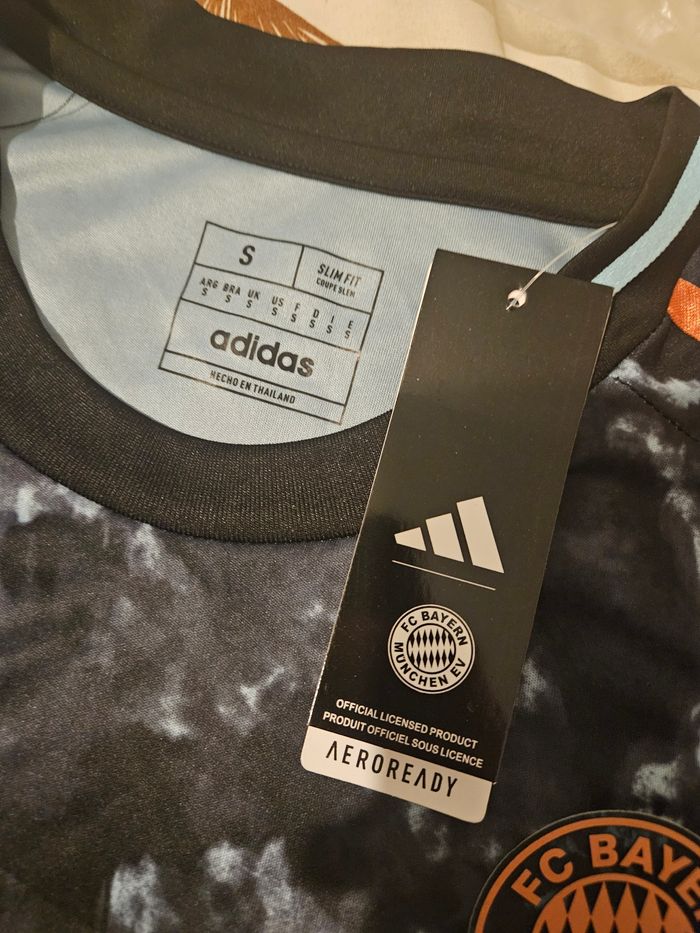 S
SLIM FIT
COUPE SLIM
ARG BRA UK US F D I E
S S S S S S S S
adidas
HECHO EN THAILAND
FC BAYERN
MÜNCHEN EV
OFFICIAL LICENSED PRODUCT
PRODUIT OFFICIEL SOUS LICENCE
AEROREADY
FC BAYE